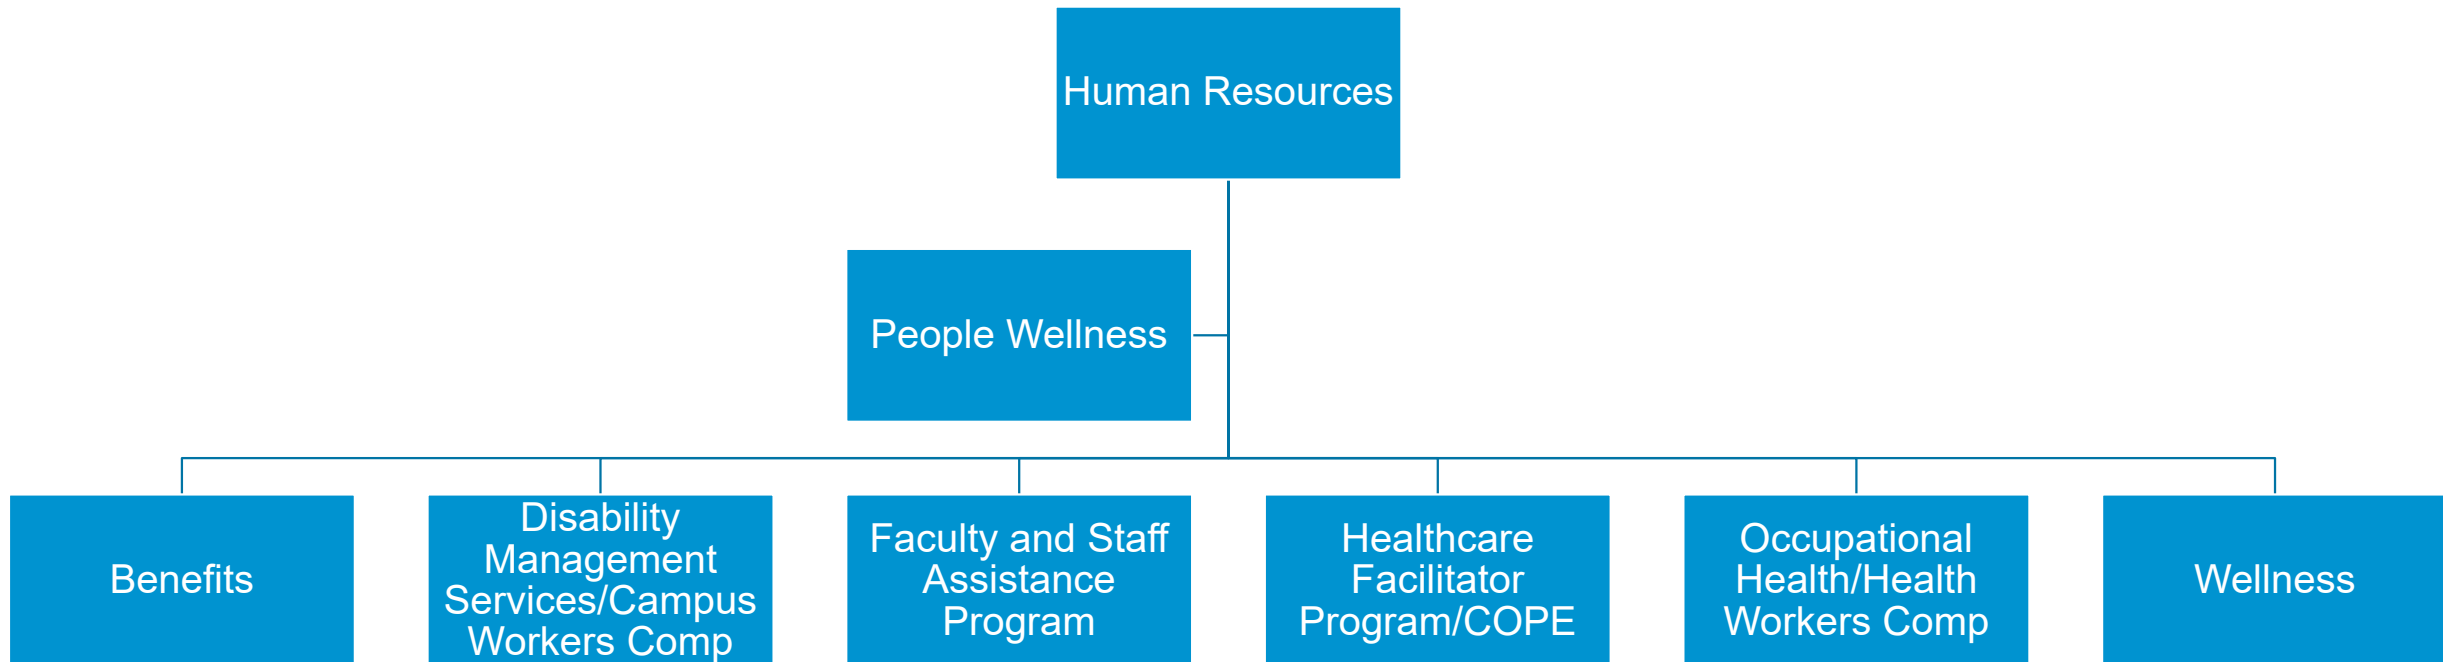 Human Resources
People Wellness
Benefits
Disability
Management
Services/Campus
Workers Comp
Faculty and Staff
Assistance
Program
Healthcare
Facilitator
Program/COPE
Occupational
Health/Health
Workers Comp
Wellness